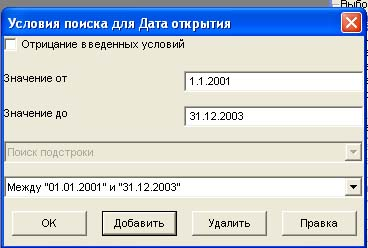 Выбо
Условия поиска для Дата открытия
Отрицание введенных условий
Значение от
1.1.2001
Значение до
31.12.2003
Поиск подстроки
Между "01.01.2001" и "31.12.2003"
OK Добавить Удалить Правка